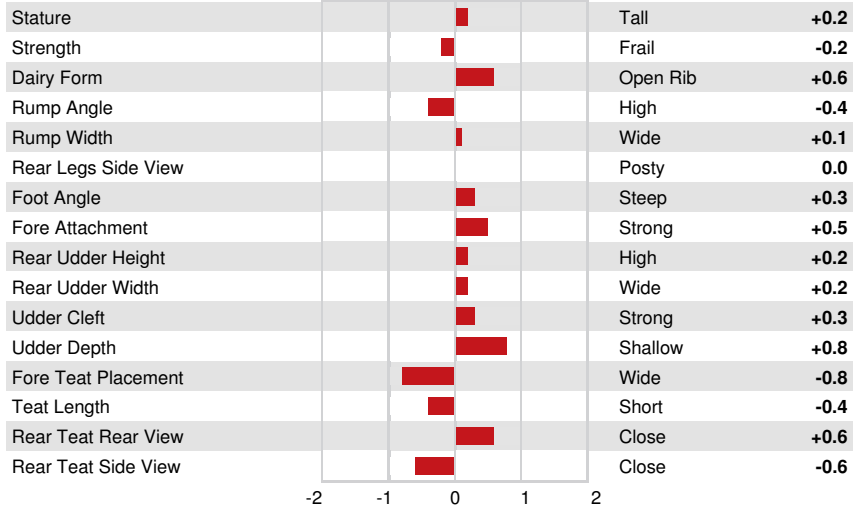 Stature Tall +0.2
Strength Frail -0.2
Dairy Form Open Rib +0.6
Rump Angle High -0.4
Rump Width Wide +0.1
Rear Legs Side View Posty 0.0
Foot Angle Steep +0.3
Fore Attachment Strong +0.5
Rear Udder Height High +0.2
Rear Udder Width Wide +0.2
Udder Cleft Strong +0.3
Udder Depth Shallow +0.8
Fore Teat Placement Wide -0.8
Teat Length Short -0.4
Rear Teat Rear View Close +0.6
Rear Teat Side View Close -0.6
-2 -1 0 1 2